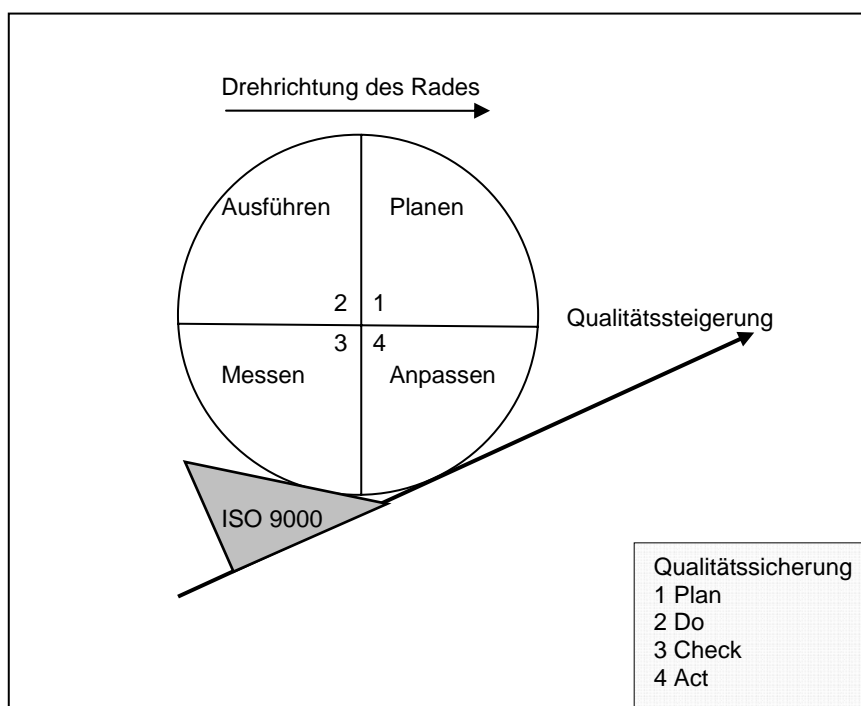 Drehrichtung des Rades
Ausführen
Planen
2
1
3
4
Messen
Anpassen
Qualitätssteigerung
ISO 9000
Qualitätssicherung
1 Plan
2 Do
3 Check
4 Act